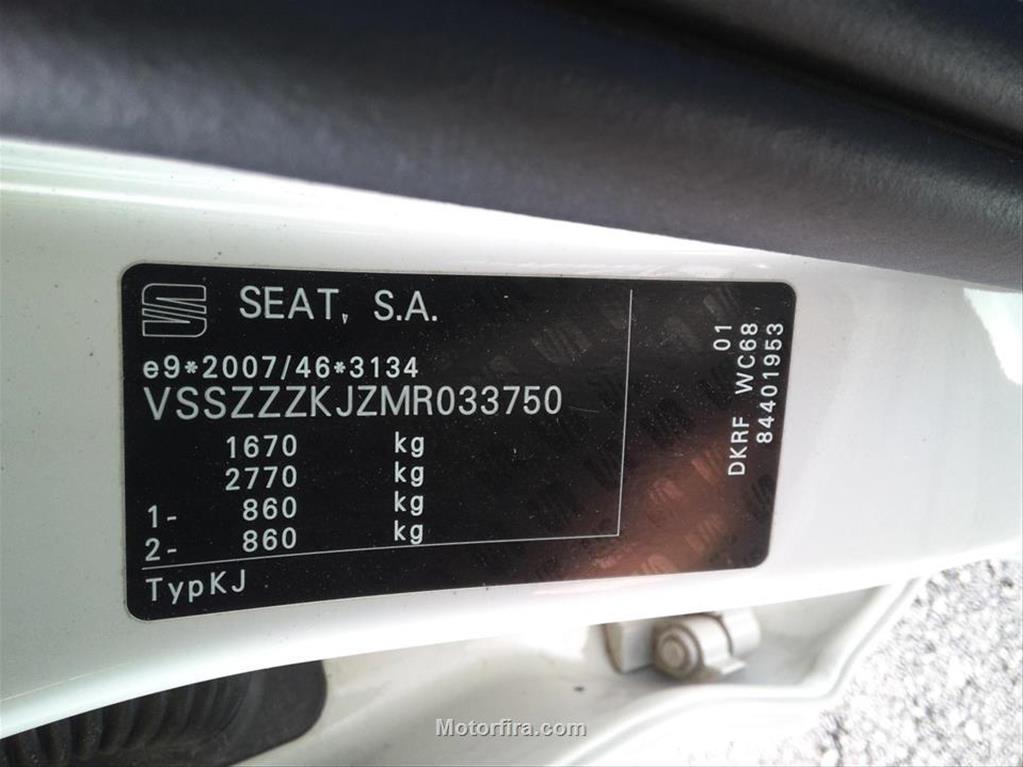 SEAT, S.A.
e9*2007/46*3134
VSSZZZKJZMR033750
1670 kg
2770 kg
1- 860 kg
2- 860 kg
TypKJ
01
DKRF WC68
84401953
Motorfira.com